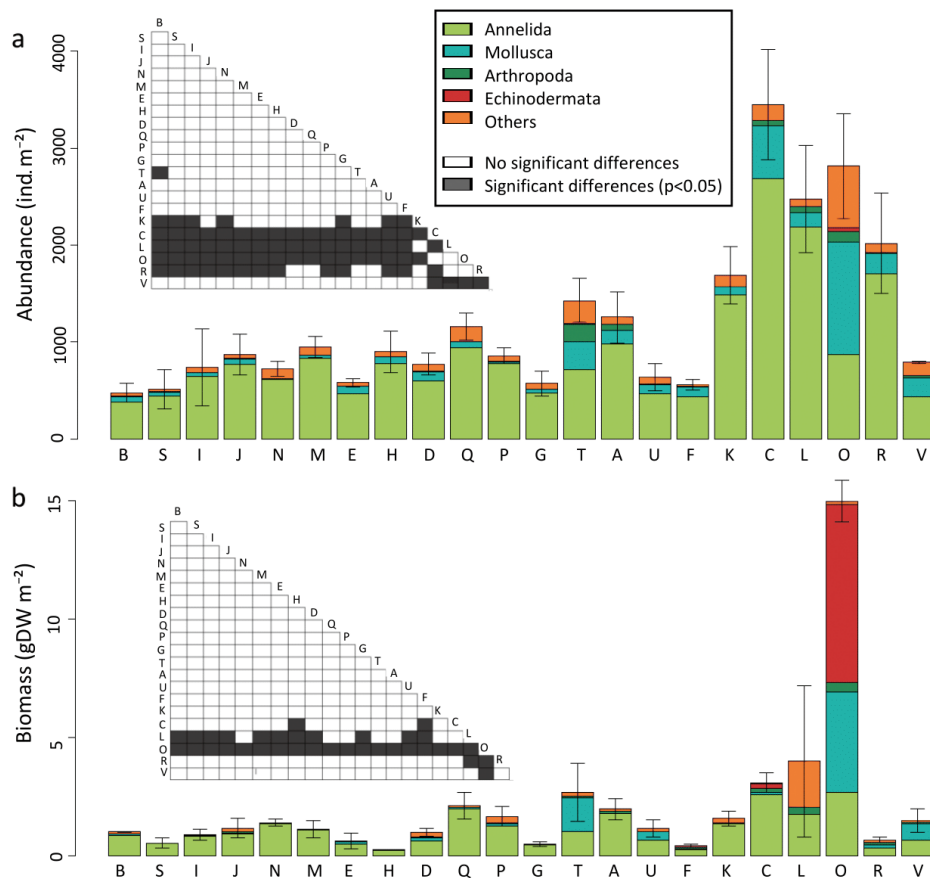 a
Abundance (ind. m⁻²)
4000
3000
2000
1000
0
B
S
S
I
I
J
J
N
N
M
M
E
E
H
H
D
D
Q
Q
P
P
G
G
T
T
A
A
U
U
F
F
K
K
C
C
L
L
O
O
R
R
V
Annelida
Mollusca
Arthropoda
Echinodermata
Others
No significant differences
Significant differences (p<0.05)
B S I J N M E H D Q P G T A U F K C L O R V
b
Biomass (gDW m⁻²)
15
10
5
0
B
S
S
I
I
J
J
N
N
M
M
E
E
H
H
D
D
Q
Q
P
P
G
G
T
T
A
A
U
U
F
F
K
K
C
C
L
L
O
O
R
R
V
B S I J N M E H D Q P G T A U F K C L O R V